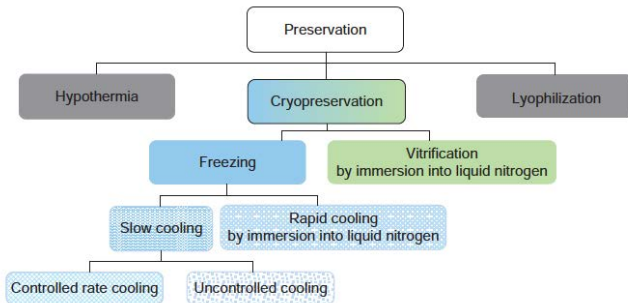 Preservation
Hypothermia
Cryopreservation
Lyophilization
Freezing
Vitrification
by immersion into liquid nitrogen
Slow cooling
Rapid cooling
by immersion into liquid nitrogen
Controlled rate cooling
Uncontrolled cooling